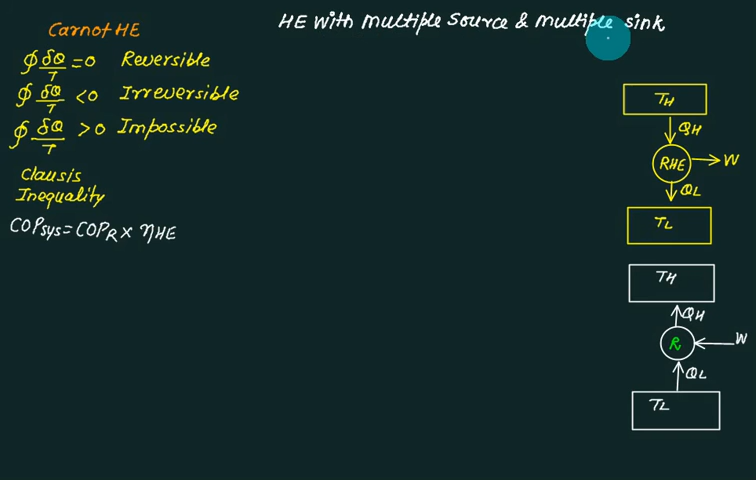 Carnot HE
∮ δQ/T = 0 Reversible
∮ δQ/T < 0 Irreversible
∮ δQ/T > 0 Impossible
Clausis
Inequality
COPsys = COPR × ηHE
HE with multiple source & multiple sink
TH
QH
RHE
W
QL
TL
TH
QH
R
W
QL
TL